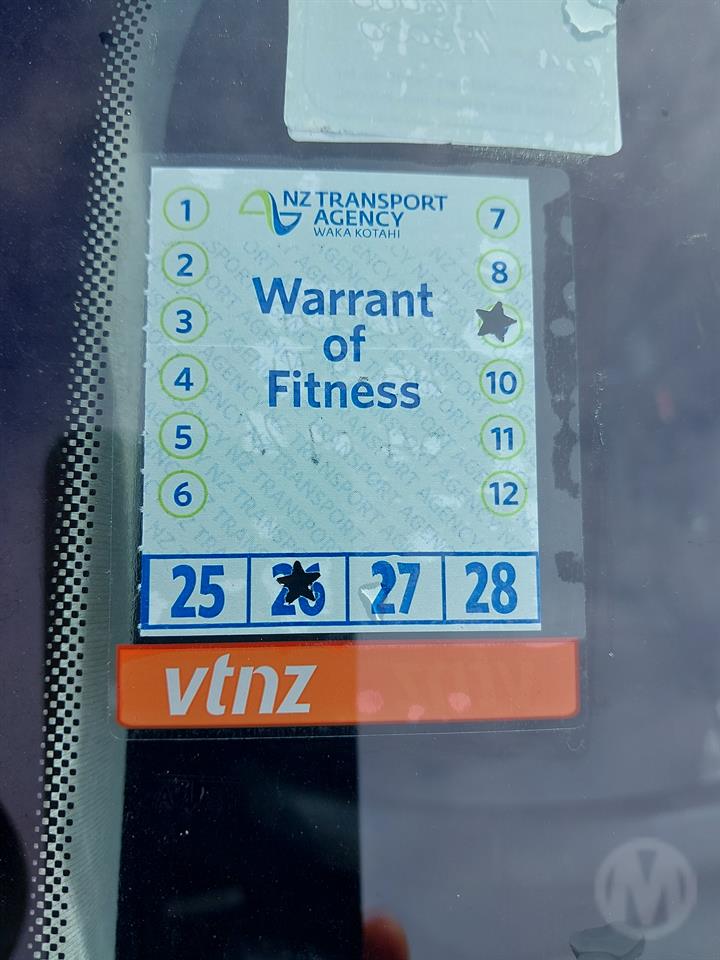 1
NZ TRANSPORT
AGENCY
WAKA KOTAHI
7
2
8
Warrant
3
of
4
Fitness
10
5
11
6
12
25
26
27
28
vtnz
M